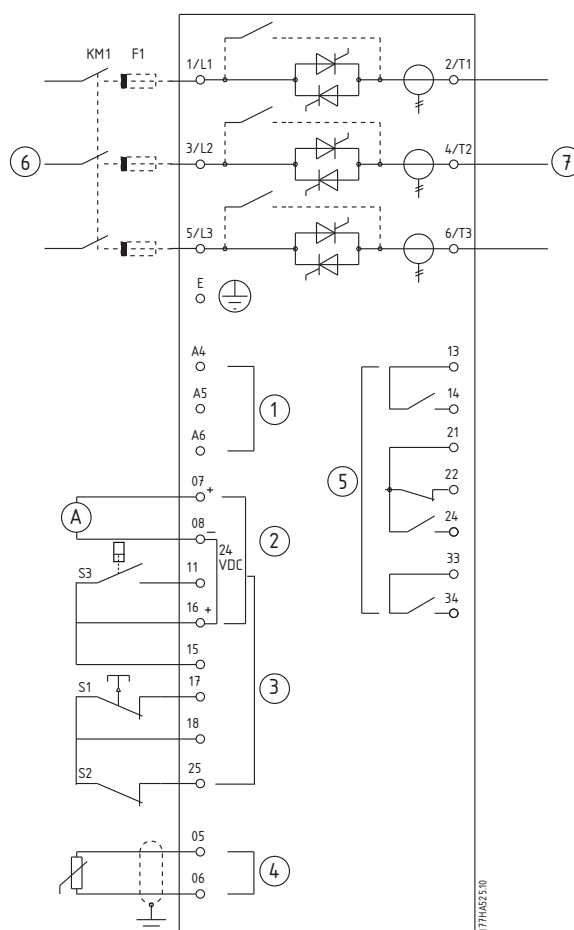 KM1 F1 1/L1 2/T1
6 3/L2 4/T2 7
5/L3 6/T3
E
A4 13
A5 1 14
A6 21
5 22
07 +
A 08 − 2 24
24
VDC
S3 11 33
16 + 34
15
S1 17 3
18
S2 25
05
4
06
177HA525.10